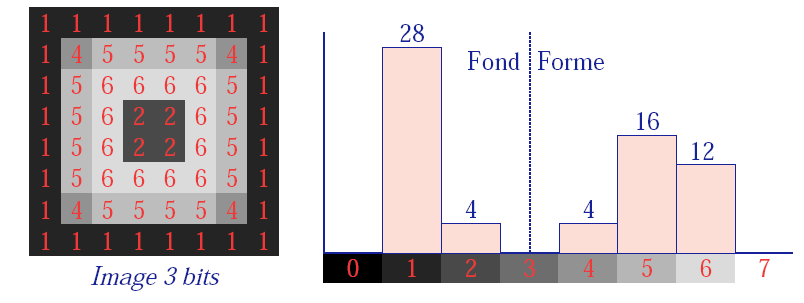 1 1 1 1 1 1 1 1
1 4 5 5 5 5 4 1
1 5 6 6 6 6 5 1
1 5 6 2 2 6 5 1
1 5 6 2 2 6 5 1
1 5 6 6 6 6 5 1
1 4 5 5 5 5 4 1
1 1 1 1 1 1 1 1
Image 3 bits
28
Fond Forme
16
12
4 4
0 1 2 3 4 5 6 7